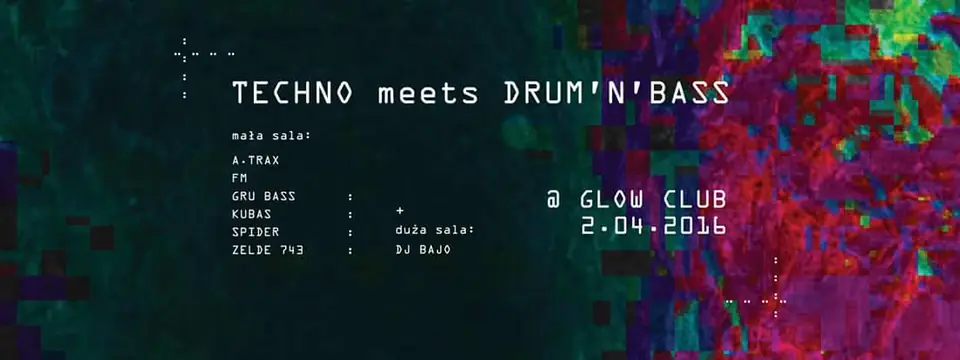 TECHNO meets DRUM'N'BASS
mała sala:
A.TRAX
FM
GRU BASS :
KUBAS :
SPIDER :
ZELDE 743 :
+
duża sala:
DJ BAJO
@ GLOW CLUB
2.04.2016